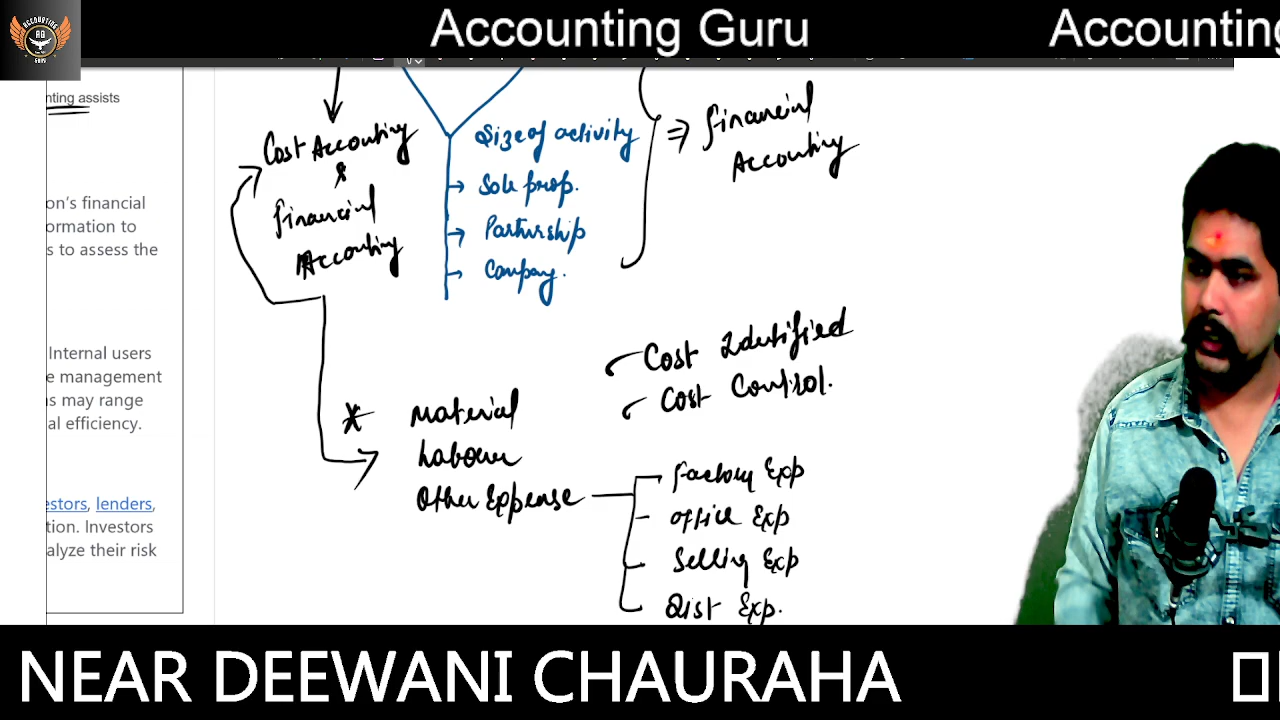 Accounting Guru
Accounting
ACCOUNTING
AG
GURU
nting assists
on's financial
ormation to
s to assess the
Internal users
e management
s may range
al efficiency.
estors, lenders,
tion. Investors
alyze their risk
Cost Accounting
&
Financial
Accounting
Size of activity
Sole prop.
Partnership
Company.
⇒ Financial
Accounting
Cost Identified
Cost Control.
* Material
Labour
Other Expense
Factory Exp
Office Exp
Selling Exp
Dist Exp.
NEAR DEEWANI CHAURAHA